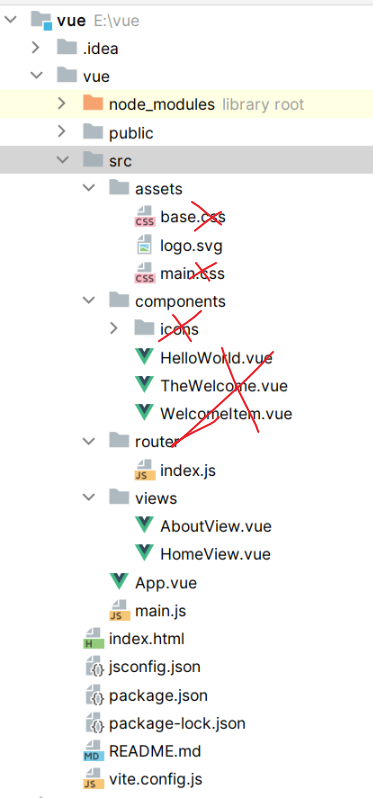 vue E:\vue
.idea
vue
node_modules library root
public
src
assets
CSS base.css
logo.svg
CSS main.css
components
icons
HelloWorld.vue
TheWelcome.vue
WelcomeItem.vue
router
JS index.js
views
AboutView.vue
HomeView.vue
App.vue
JS main.js
H index.html
jsconfig.json
package.json
package-lock.json
MD README.md
JS vite.config.js